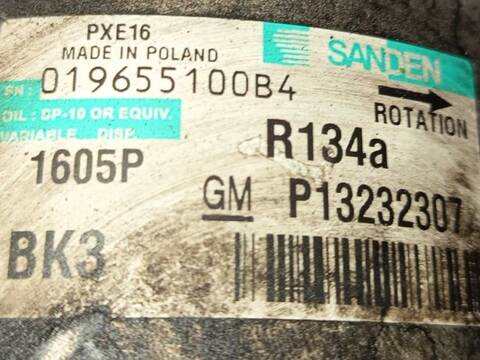 PXE16
MADE IN POLAND
SANDEN
SN: 019655100B4
OIL: SP-10 OR EQUIV.
VARIABLE DISP.
ROTATION
R134a
1605P
GM P13232307
BK3